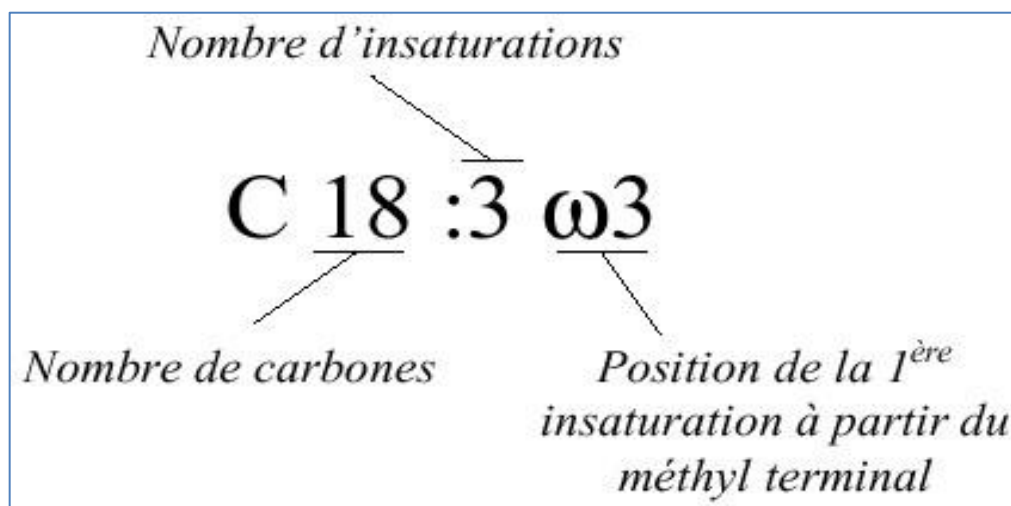 Nombre d'insaturations
C 18 :3 ω3
Nombre de carbones
Position de la 1ère
insaturation à partir du
méthyl terminal